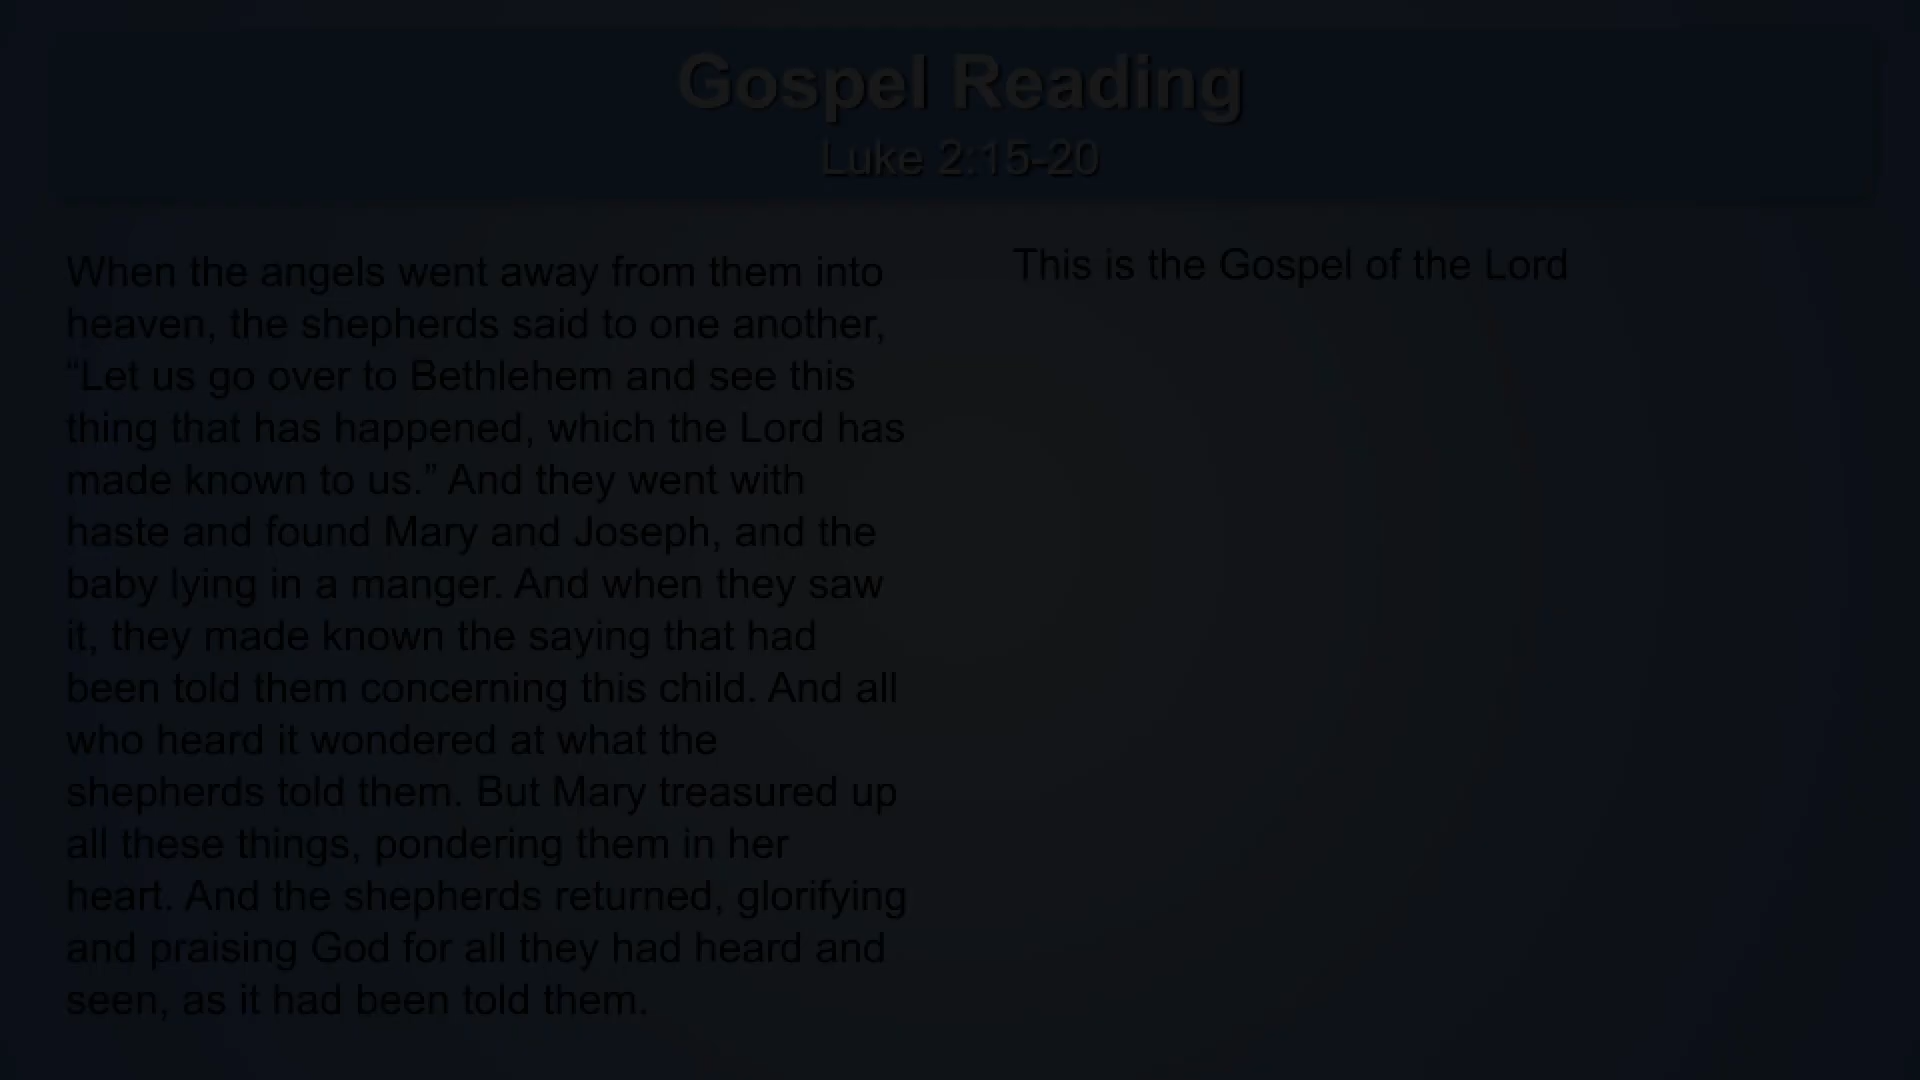 Gospel Reading
Luke 2:15-20
When the angels went away from them into
heaven, the shepherds said to one another,
“Let us go over to Bethlehem and see this
thing that has happened, which the Lord has
made known to us.” And they went with
haste and found Mary and Joseph, and the
baby lying in a manger. And when they saw
it, they made known the saying that had
been told them concerning this child. And all
who heard it wondered at what the
shepherds told them. But Mary treasured up
all these things, pondering them in her
heart. And the shepherds returned, glorifying
and praising God for all they had heard and
seen, as it had been told them.
This is the Gospel of the Lord